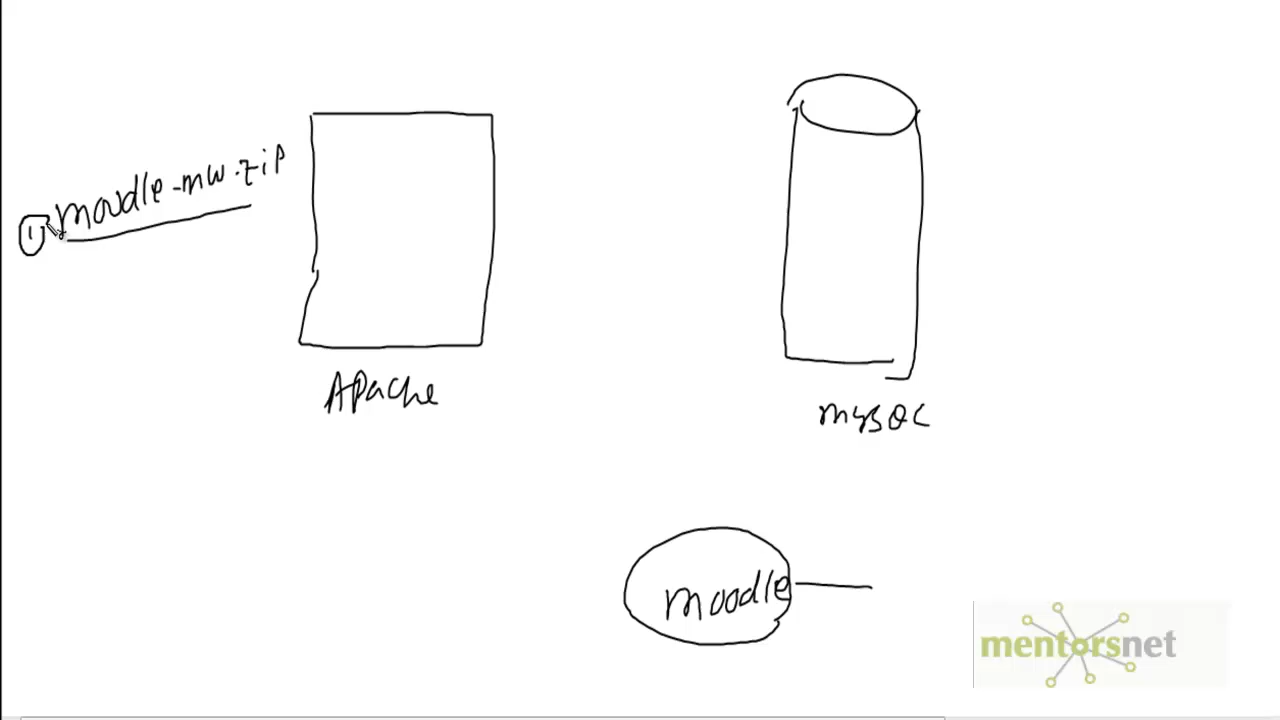 ① moodle-mw.zip
Apache
mysQL
moodle
mentorsnet